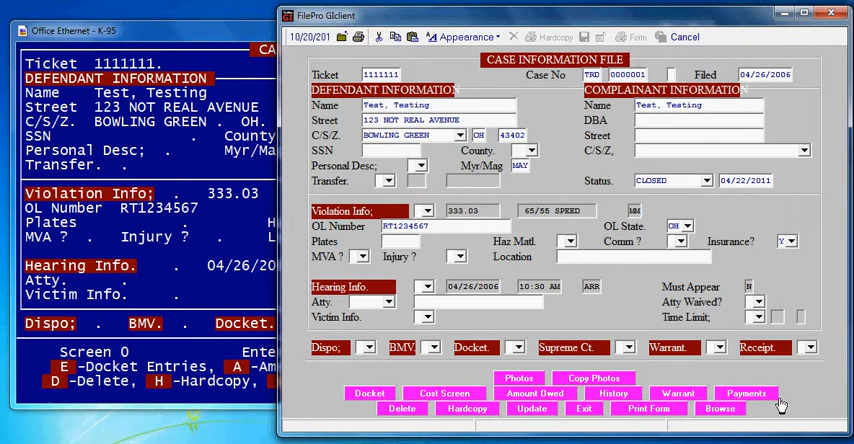 Office Ethernet - K-95
CA
Ticket 1111111.
DEFENDANT INFORMATION
Name Test, Testing
Street 123 NOT REAL AVENUE
C/S/Z. BOWLING GREEN . OH.
SSN . County
Personal Desc; . Myr/Ma
Transfer. .
Violation Info; . 333.03
OL Number RT1234567
Plates .
MVA ? . Injury ? . L
Hearing Info. . 04/26/20
Atty. .
Victim Info. .
Dispo; . BMV. . Docket.
Screen 0 Ente
E -Docket Entries, A -Am
D -Delete, H -Hardcopy,
FilePro GIclient
10/20/201 Appearance Hardcopy Form Cancel
CASE INFORMATION FILE
Ticket 1111111 Case No TRD 0000001 Filed 04/26/2006
DEFENDANT INFORMATION COMPLAINANT INFORMATION
Name Test, Testing Name Test, Testing
Street 123 NOT REAL AVENUE DBA
C/S/Z. BOWLING GREEN OH 43402 Street
SSN County. C/S/Z,
Personal Desc; Myr/Mag MAY
Transfer. Status. CLOSED 04/22/2011
Violation Info; 333.03 65/55 SPEED MM
OL Number RT1234567 OL State. OH
Plates Haz Matl. Comm ? Insurance? Y
MVA ? Injury ? Location
Hearing Info. 04/26/2006 10:30 AM ARR Must Appear N
Atty. Atty Waived?
Victim Info. Time Limit;
Dispo; BMV. Docket. Supreme Ct. Warrant. Receipt.
Photos Copy Photos
Docket Cost Screen Amount Owed History Warrant Payments
Delete Hardcopy Update Exit Print Form Browse